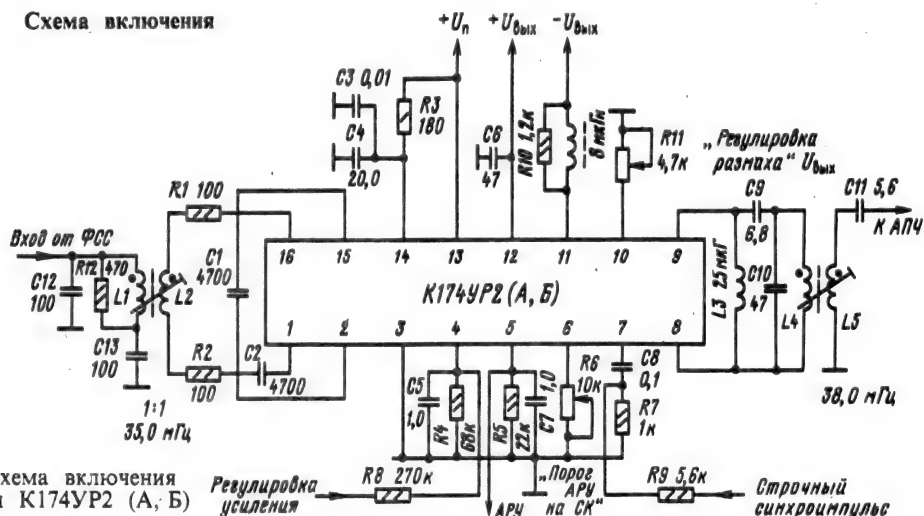 Схема включения
+Uп
+Uвых
-Uвых
C3 0,01
C4
20,0
R3
180
C6
47
R10 1,2к
8 мкГн
R11
4,7к
„Регулировка
размаха“ Uвых
C9
6,8
C11 5,6
К АПЧ
R1 100
Вход от ФСС
C12
100
R12
470
L1
L2
C1
4700
16
15
14
13
12
11
10
9
К174УР2 (А, Б)
1
2
3
4
5
6
7
8
L3 25 мкГ
C10
47
L4
L5
38,0 мГц
C13
100
R2
100
C2
4700
1:1
35,0 мГц
C5
1,0
R4
68к
R5
22к
1,0
C7
R6
10к
C8
0,1
R7
1к
хема включения
К174УР2 (А, Б)
Регулировка
усиления
R8 270к
АРУ
„Порог
АРУ
на СК“
R9 5,6к
Строчный
синхроимпульс